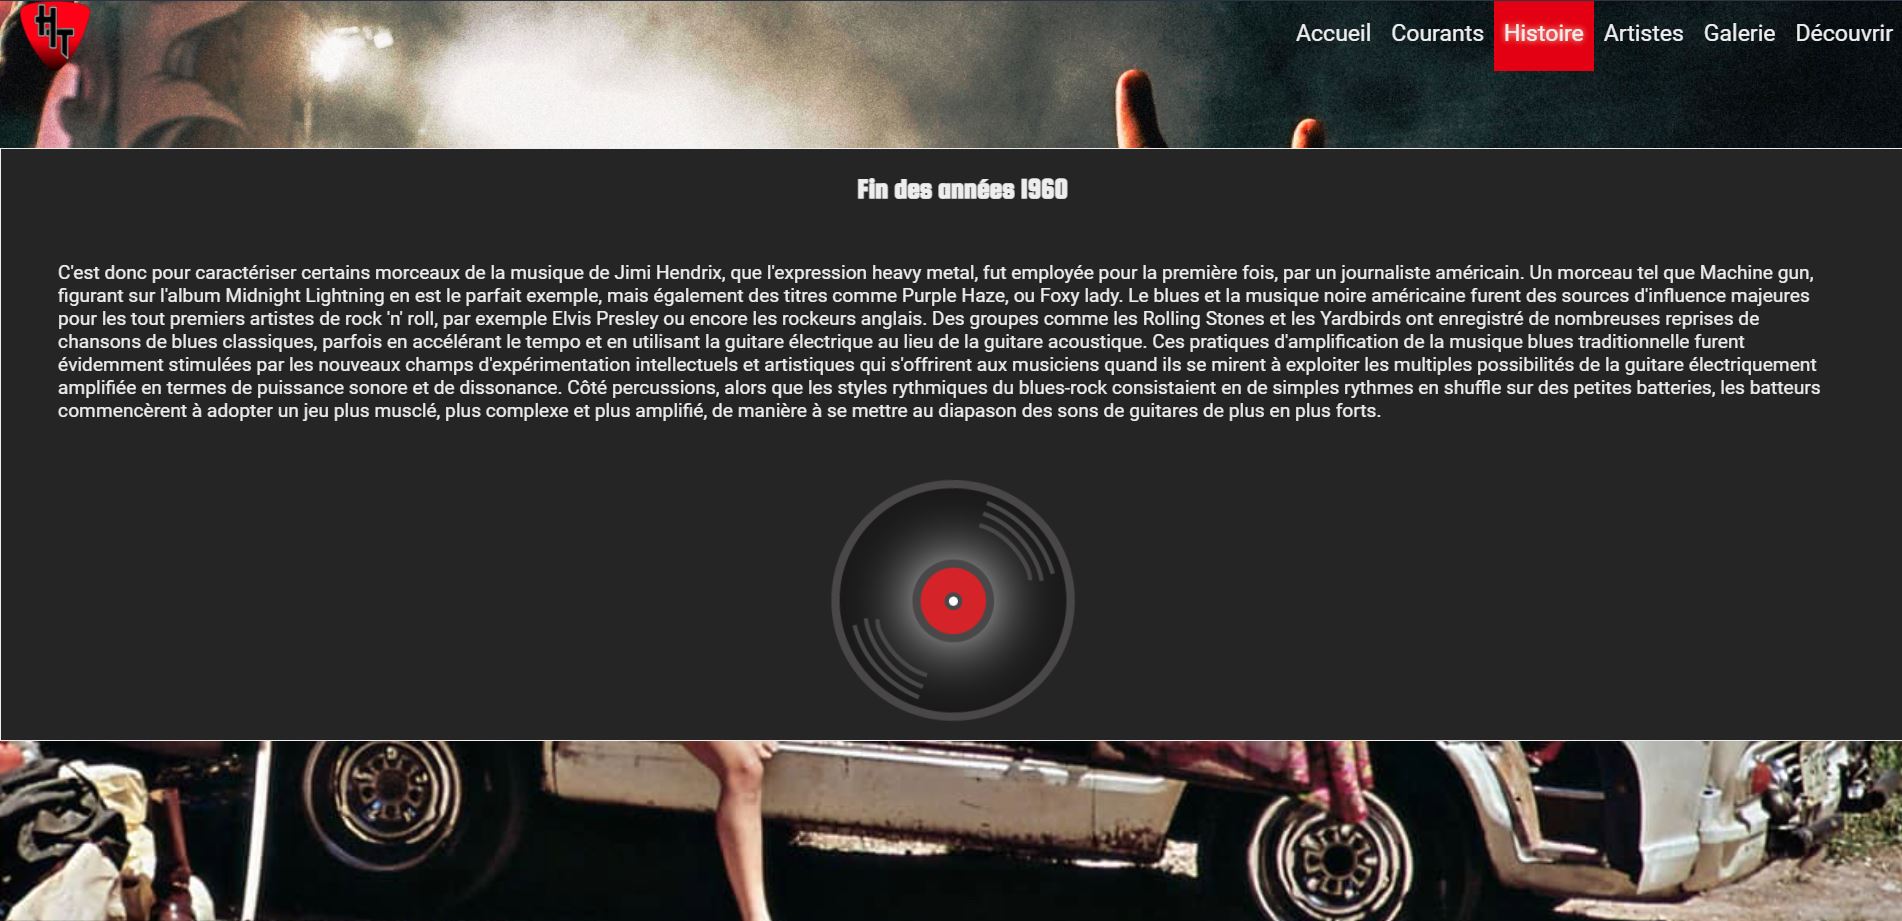 HT
Accueil Courants Histoire Artistes Galerie Découvrir
Fin des années 1960
C'est donc pour caractériser certains morceaux de la musique de Jimi Hendrix, que l'expression heavy metal, fut employée pour la première fois, par un journaliste américain. Un morceau tel que Machine gun,
figurant sur l'album Midnight Lightning en est le parfait exemple, mais également des titres comme Purple Haze, ou Foxy lady. Le blues et la musique noire américaine furent des sources d'influence majeures
pour les tout premiers artistes de rock 'n' roll, par exemple Elvis Presley ou encore les rockeurs anglais. Des groupes comme les Rolling Stones et les Yardbirds ont enregistré de nombreuses reprises de
chansons de blues classiques, parfois en accélérant le tempo et en utilisant la guitare électrique au lieu de la guitare acoustique. Ces pratiques d'amplification de la musique blues traditionnelle furent
évidemment stimulées par les nouveaux champs d'expérimentation intellectuels et artistiques qui s'offrirent aux musiciens quand ils se mirent à exploiter les multiples possibilités de la guitare électriquement
amplifiée en termes de puissance sonore et de dissonance. Côté percussions, alors que les styles rythmiques du blues-rock consistaient en de simples rythmes en shuffle sur des petites batteries, les batteurs
commencèrent à adopter un jeu plus musclé, plus complexe et plus amplifié, de manière à se mettre au diapason des sons de guitares de plus en plus forts.